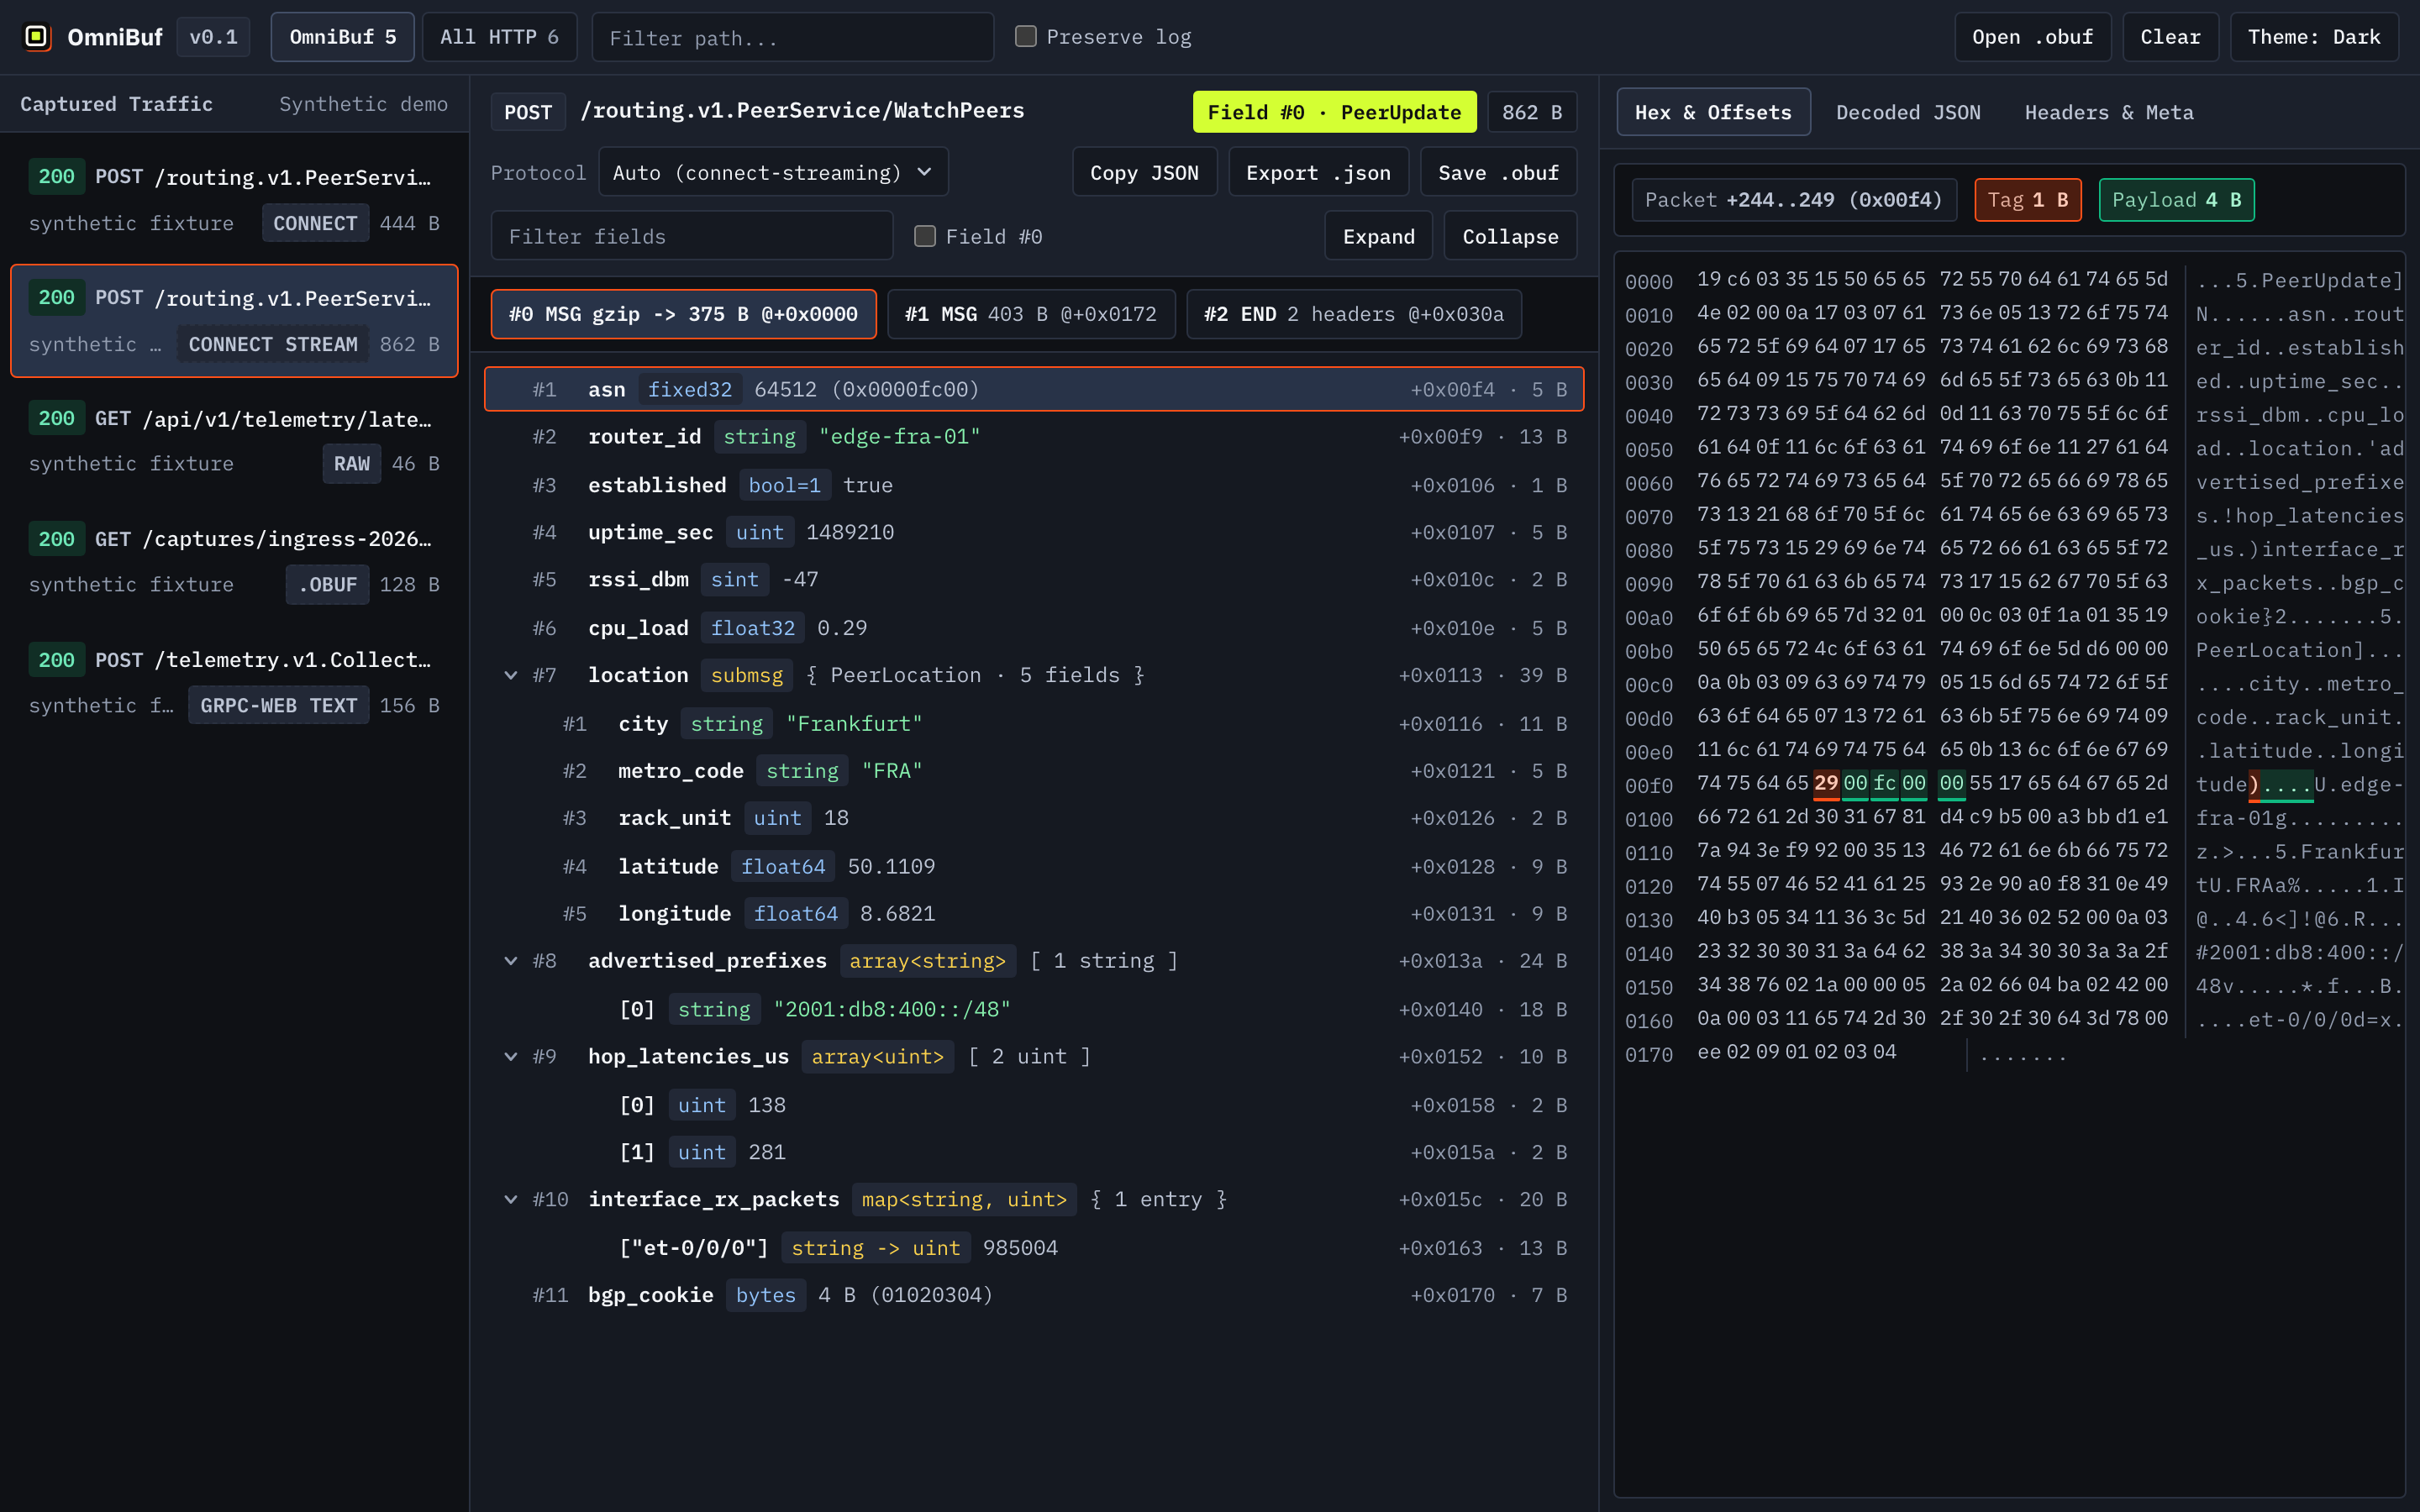 OmniBuf v0.1 OmniBuf 5 All HTTP 6 Filter path... Preserve log Open .obuf Clear Theme: Dark
Captured Traffic Synthetic demo
200 POST /routing.v1.PeerServi…
synthetic fixture CONNECT 444 B
200 POST /routing.v1.PeerServi…
synthetic … CONNECT STREAM 862 B
200 GET /api/v1/telemetry/late…
synthetic fixture RAW 46 B
200 GET /captures/ingress-2026…
synthetic fixture .OBUF 128 B
200 POST /telemetry.v1.Collect…
synthetic f… GRPC-WEB TEXT 156 B
POST /routing.v1.PeerService/WatchPeers Field #0 · PeerUpdate 862 B
Protocol Auto (connect-streaming) Copy JSON Export .json Save .obuf
Filter fields Field #0 Expand Collapse
#0 MSG gzip -> 375 B @+0x0000 #1 MSG 403 B @+0x0172 #2 END 2 headers @+0x030a
#1 asn fixed32 64512 (0x0000fc00) +0x00f4 · 5 B
#2 router_id string "edge-fra-01" +0x00f9 · 13 B
#3 established bool=1 true +0x0106 · 1 B
#4 uptime_sec uint 1489210 +0x0107 · 5 B
#5 rssi_dbm sint -47 +0x010c · 2 B
#6 cpu_load float32 0.29 +0x010e · 5 B
#7 location submsg { PeerLocation · 5 fields } +0x0113 · 39 B
#1 city string "Frankfurt" +0x0116 · 11 B
#2 metro_code string "FRA" +0x0121 · 5 B
#3 rack_unit uint 18 +0x0126 · 2 B
#4 latitude float64 50.1109 +0x0128 · 9 B
#5 longitude float64 8.6821 +0x0131 · 9 B
#8 advertised_prefixes array<string> [ 1 string ] +0x013a · 24 B
[0] string "2001:db8:400::/48" +0x0140 · 18 B
#9 hop_latencies_us array<uint> [ 2 uint ] +0x0152 · 10 B
[0] uint 138 +0x0158 · 2 B
[1] uint 281 +0x015a · 2 B
#10 interface_rx_packets map<string, uint> { 1 entry } +0x015c · 20 B
["et-0/0/0"] string -> uint 985004 +0x0163 · 13 B
#11 bgp_cookie bytes 4 B (01020304) +0x0170 · 7 B
Hex & Offsets Decoded JSON Headers & Meta
Packet +244..249 (0x00f4) Tag 1 B Payload 4 B
0000 19 c6 03 35 15 50 65 65 72 55 70 64 61 74 65 5d ...5.PeerUpdate]
0010 4e 02 00 0a 17 03 07 61 73 6e 05 13 72 6f 75 74 N......asn..rout
0020 65 72 5f 69 64 07 17 65 73 74 61 62 6c 69 73 68 er_id..establish
0030 65 64 09 15 75 70 74 69 6d 65 5f 73 65 63 0b 11 ed..uptime_sec..
0040 72 73 73 69 5f 64 62 6d 0d 11 63 70 75 5f 6c 6f rssi_dbm..cpu_lo
0050 61 64 0f 11 6c 6f 63 61 74 69 6f 6e 11 27 61 64 ad..location.'ad
0060 76 65 72 74 69 73 65 64 5f 70 72 65 66 69 78 65 vertised_prefixe
0070 73 13 21 68 6f 70 5f 6c 61 74 65 6e 63 69 65 73 s.!hop_latencies
0080 5f 75 73 15 29 69 6e 74 65 72 66 61 63 65 5f 72 _us.)interface_r
0090 78 5f 70 61 63 6b 65 74 73 17 15 62 67 70 5f 63 x_packets..bgp_c
00a0 6f 6f 6b 69 65 7d 32 01 00 0c 03 0f 1a 01 35 19 ookie}2.......5.
00b0 50 65 65 72 4c 6f 63 61 74 69 6f 6e 5d d6 00 00 PeerLocation]...
00c0 0a 0b 03 09 63 69 74 79 05 15 6d 65 74 72 6f 5f ....city..metro_
00d0 63 6f 64 65 07 13 72 61 63 6b 5f 75 6e 69 74 09 code..rack_unit.
00e0 11 6c 61 74 69 74 75 64 65 0b 13 6c 6f 6e 67 69 .latitude..longi
00f0 74 75 64 65 29 00 fc 00 00 55 17 65 64 67 65 2d tude)....U.edge-
0100 66 72 61 2d 30 31 67 81 d4 c9 b5 00 a3 bb d1 e1 fra-01g.........
0110 7a 94 3e f9 92 00 35 13 46 72 61 6e 6b 66 75 72 z.>...5.Frankfur
0120 74 55 07 46 52 41 61 25 93 2e 90 a0 f8 31 0e 49 tU.FRAa%.....1.I
0130 40 b3 05 34 11 36 3c 5d 21 40 36 02 52 00 0a 03 @..4.6<]!@6.R...
0140 23 32 30 30 31 3a 64 62 38 3a 34 30 30 3a 3a 2f #2001:db8:400::/
0150 34 38 76 02 1a 00 00 05 2a 02 66 04 ba 02 42 00 48v.....*.f...B.
0160 0a 00 03 11 65 74 2d 30 2f 30 2f 30 64 3d 78 00 ....et-0/0/0d=x.
0170 ee 02 09 01 02 03 04 .......